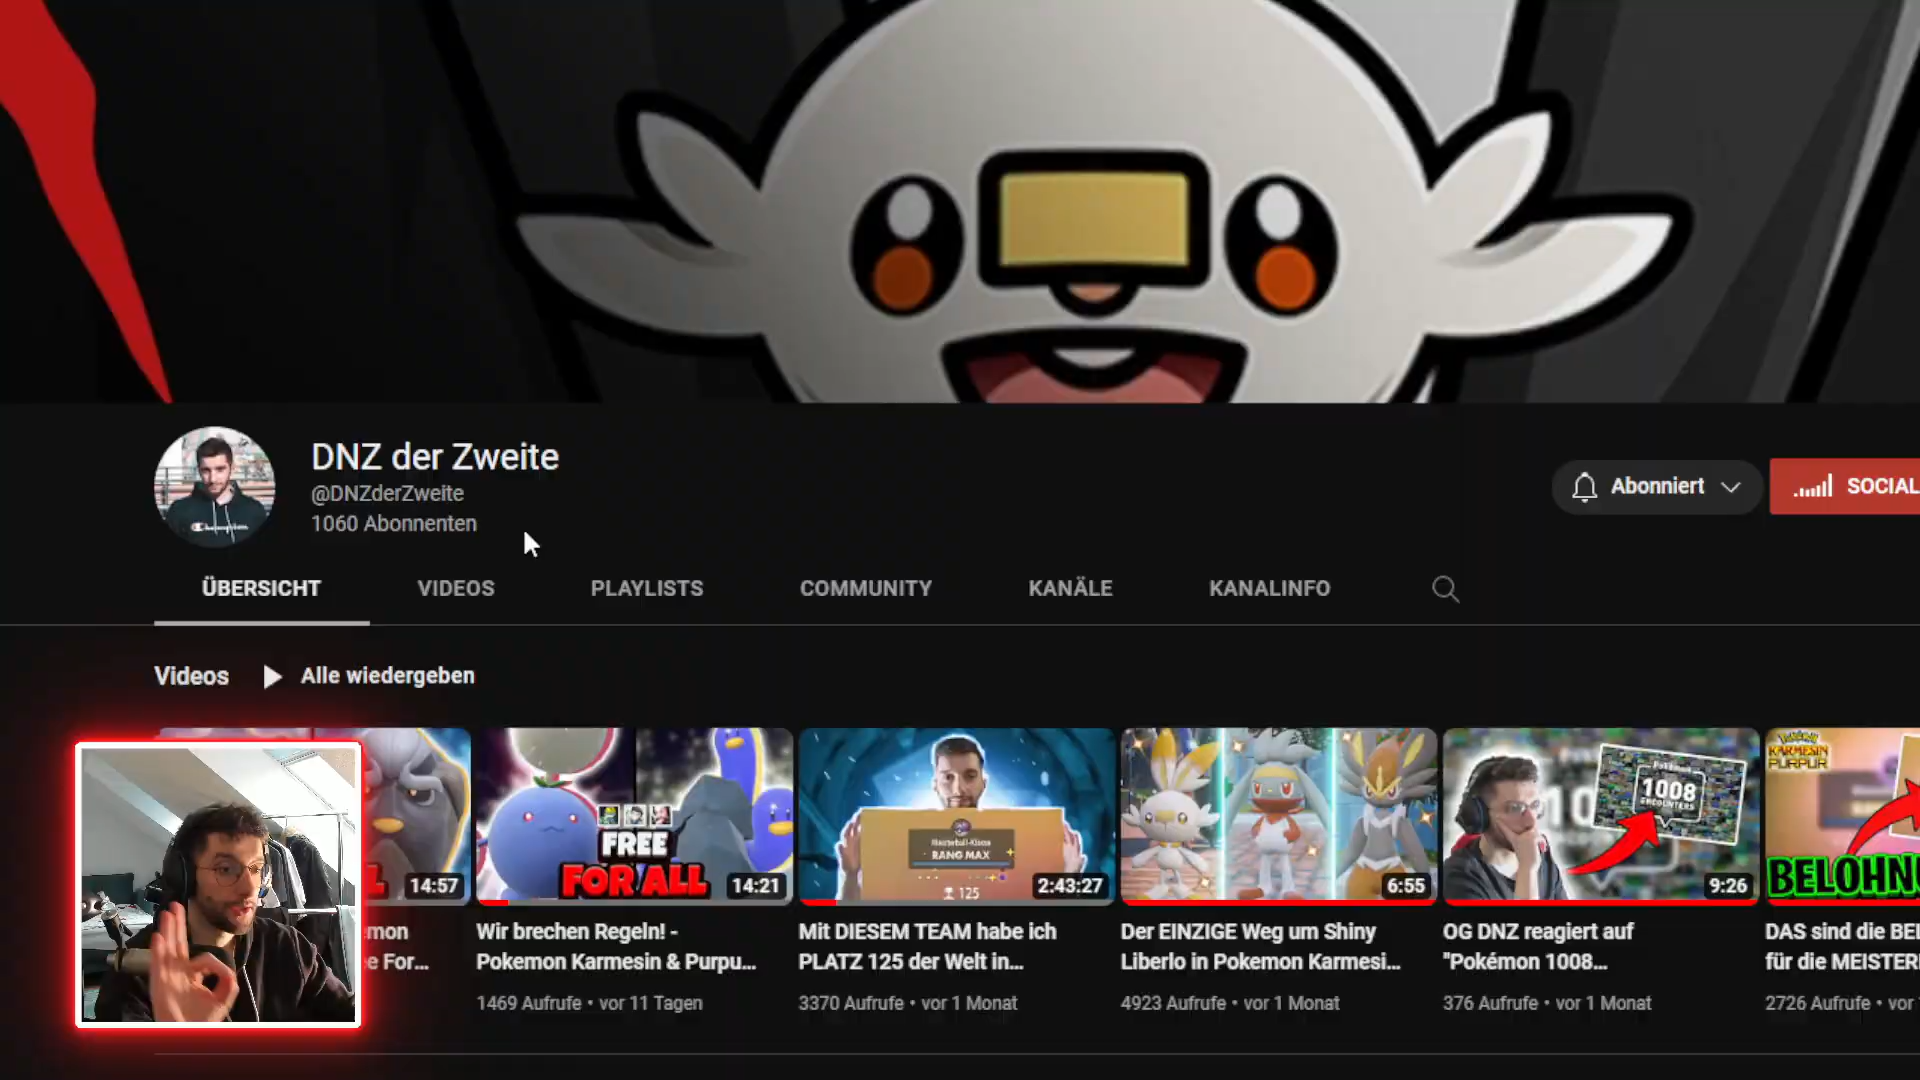 DNZ der Zweite
@DNZderZweite
1060 Abonnenten
Abonniert
SOCIAL
ÜBERSICHT
VIDEOS
PLAYLISTS
COMMUNITY
KANÄLE
KANALINFO
Videos
Alle wiedergeben
14:57
FREE
FOR ALL
14:21
RANG MAX
125
2:43:27
6:55
1008
ENCOUNTERS
9:26
KARMESIN
PURPUR
BELOHN
mon
e For...
Wir brechen Regeln! -
Pokemon Karmesin & Purpu...
1469 Aufrufe • vor 11 Tagen
Mit DIESEM TEAM habe ich
PLATZ 125 der Welt in...
3370 Aufrufe • vor 1 Monat
Der EINZIGE Weg um Shiny
Liberlo in Pokemon Karmesi...
4923 Aufrufe • vor 1 Monat
OG DNZ reagiert auf
"Pokémon 1008...
376 Aufrufe • vor 1 Monat
DAS sind die BEL
für die MEISTER
2726 Aufrufe • vor